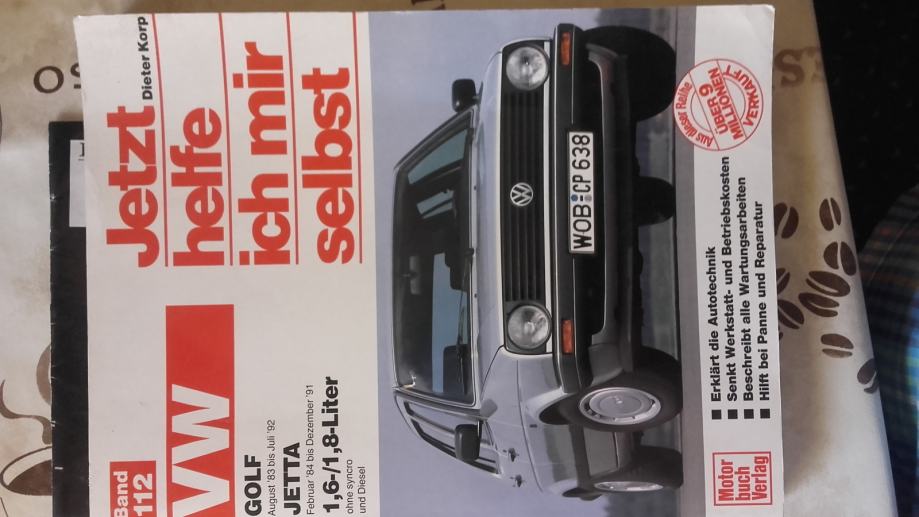 Jetzt
helfe
ich mir
selbst
Dieter Korp
Band
112
VW
GOLF
August '83 bis Juli '92
JETTA
Februar '84 bis Dezember '91
1,6-/1,8-Liter
ohne syncro
und Diesel
WOB CP 638
Aus dieser Reihe
ÜBER 9
MILLIONEN
VERKAUFT
Erklärt die Autotechnik
Senkt Werkstatt- und Betriebskosten
Beschreibt alle Wartungsarbeiten
Hilft bei Panne und Reparatur
Motor
buch
Verlag